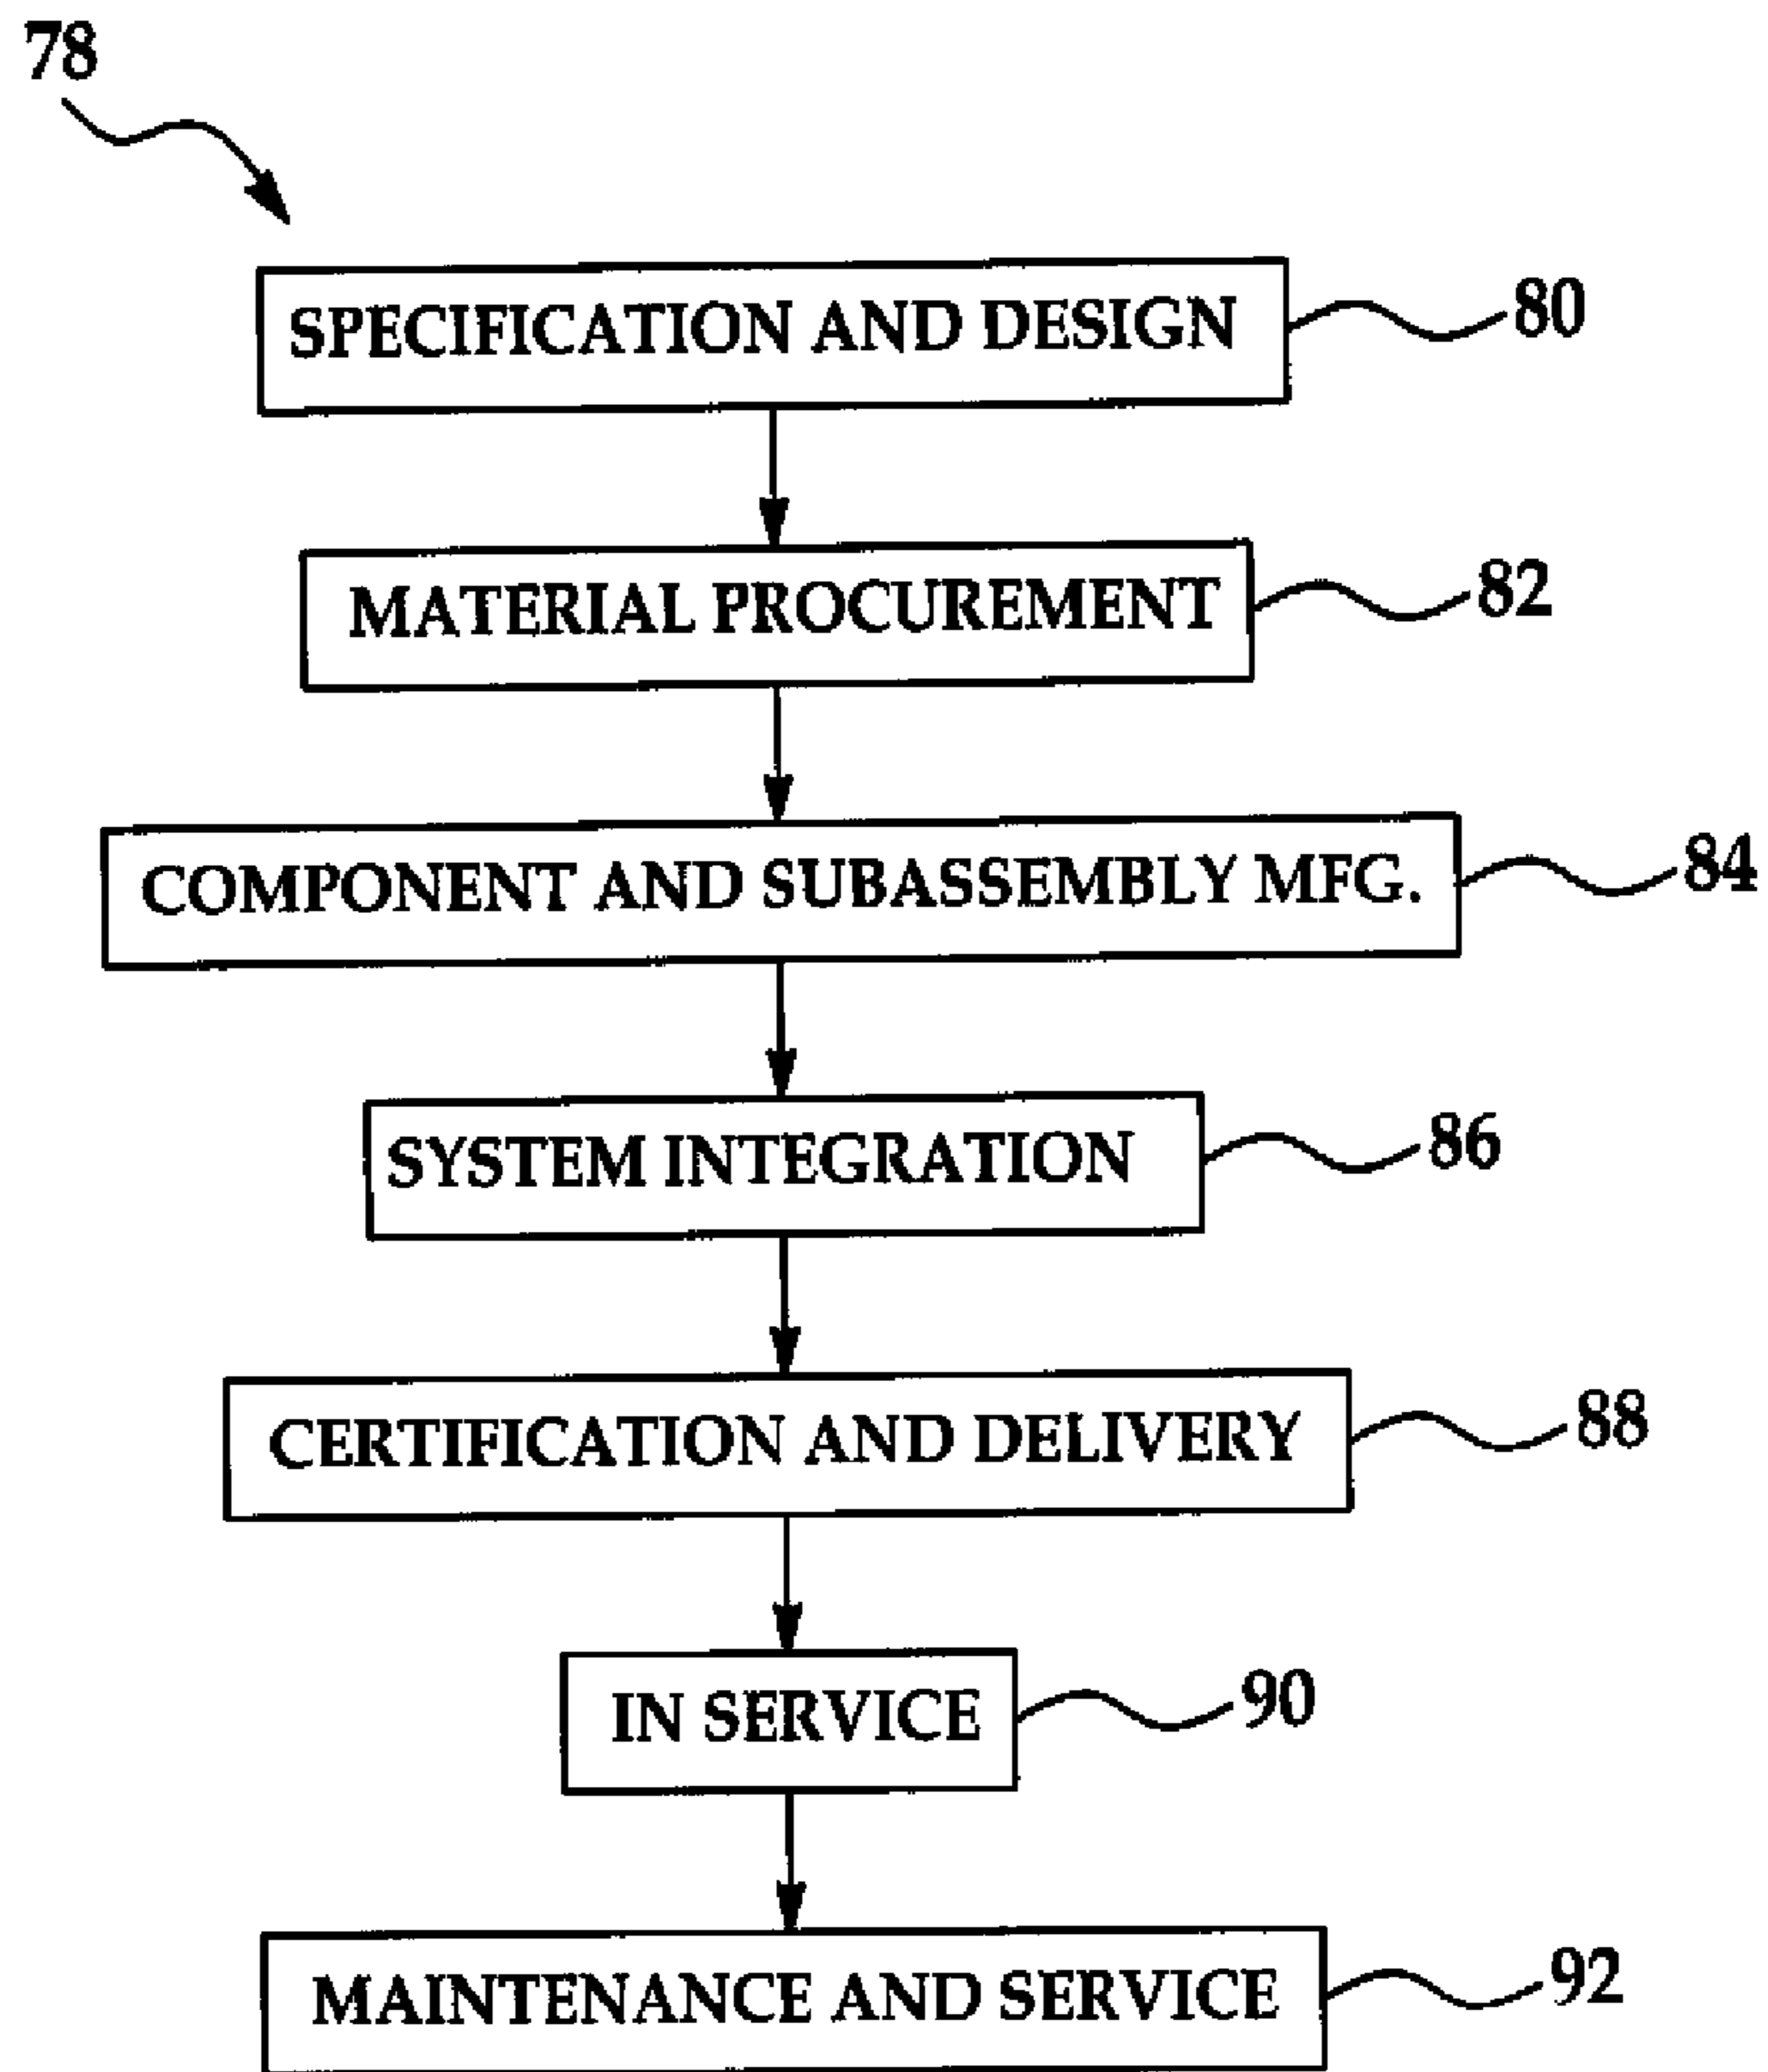 78
SPECIFICATION AND DESIGN 80
MATERIAL PROCUREMENT 82
COMPONENT AND SUBASSEMBLY MFG. 84
SYSTEM INTEGRATION 86
CERTIFICATION AND DELIVERY 88
IN SERVICE 90
MAINTENANCE AND SERVICE 92